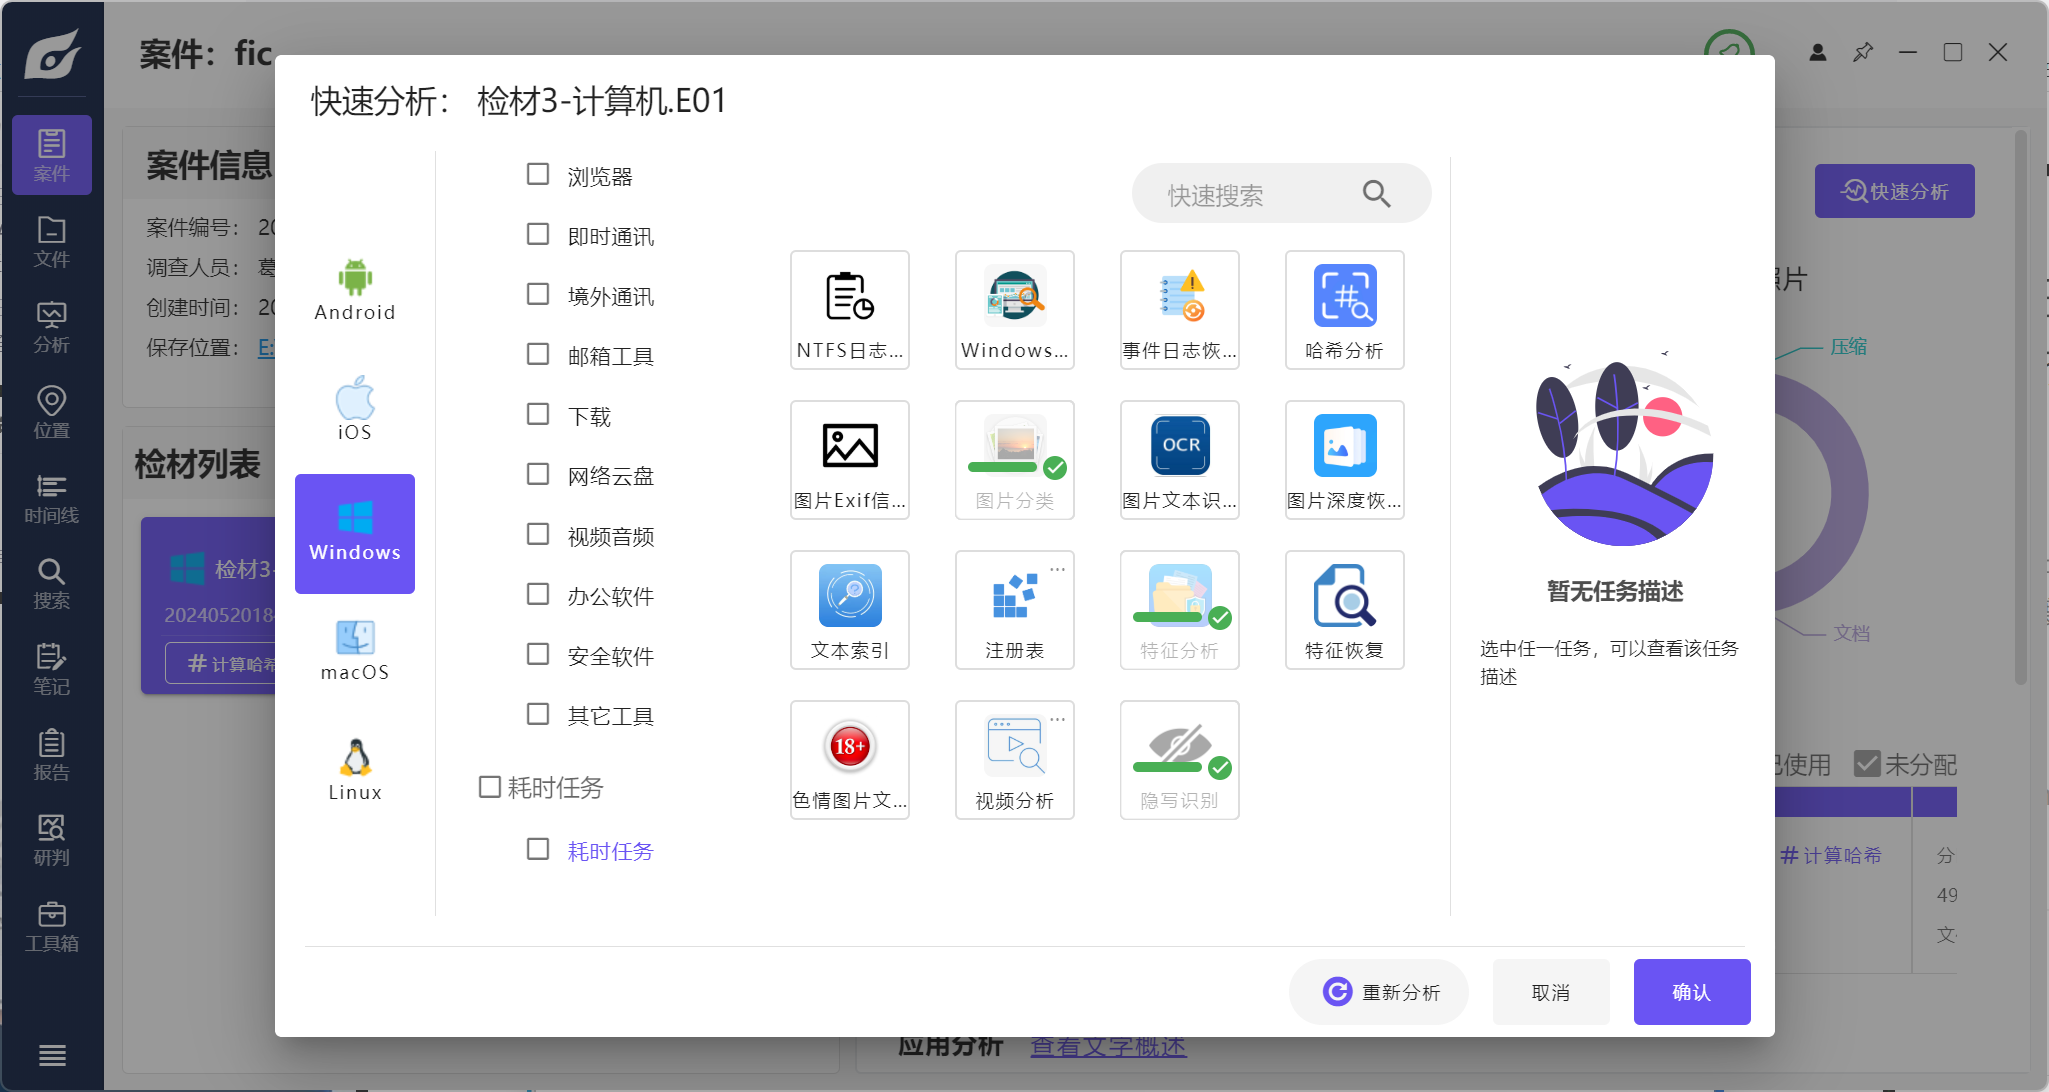 案件：fic
案件
文件
分析
位置
时间线
搜索
笔记
报告
研判
工具箱
案件信息
案件编号： 20
调查人员： 葛
创建时间： 20
保存位置： E:
检材列表
检材3-
2024052018
# 计算哈希
快速分析： 检材3-计算机.E01
Android
iOS
Windows
macOS
Linux
浏览器
即时通讯
境外通讯
邮箱工具
下载
网络云盘
视频音频
办公软件
安全软件
其它工具
耗时任务
耗时任务
快速搜索
NTFS日志...
Windows...
事件日志恢...
#
哈希分析
图片Exif信...
图片分类
OCR
图片文本识...
图片深度恢...
文本索引
...
注册表
特征分析
特征恢复
18+
色情图片文...
...
视频分析
隐写识别
暂无任务描述
选中任一任务，可以查看该任务
描述
重新分析
取消
确认
快速分析
照片
压缩
文档
已使用
未分配
# 计算哈希
分
49
文
应用分析
查看文字概述